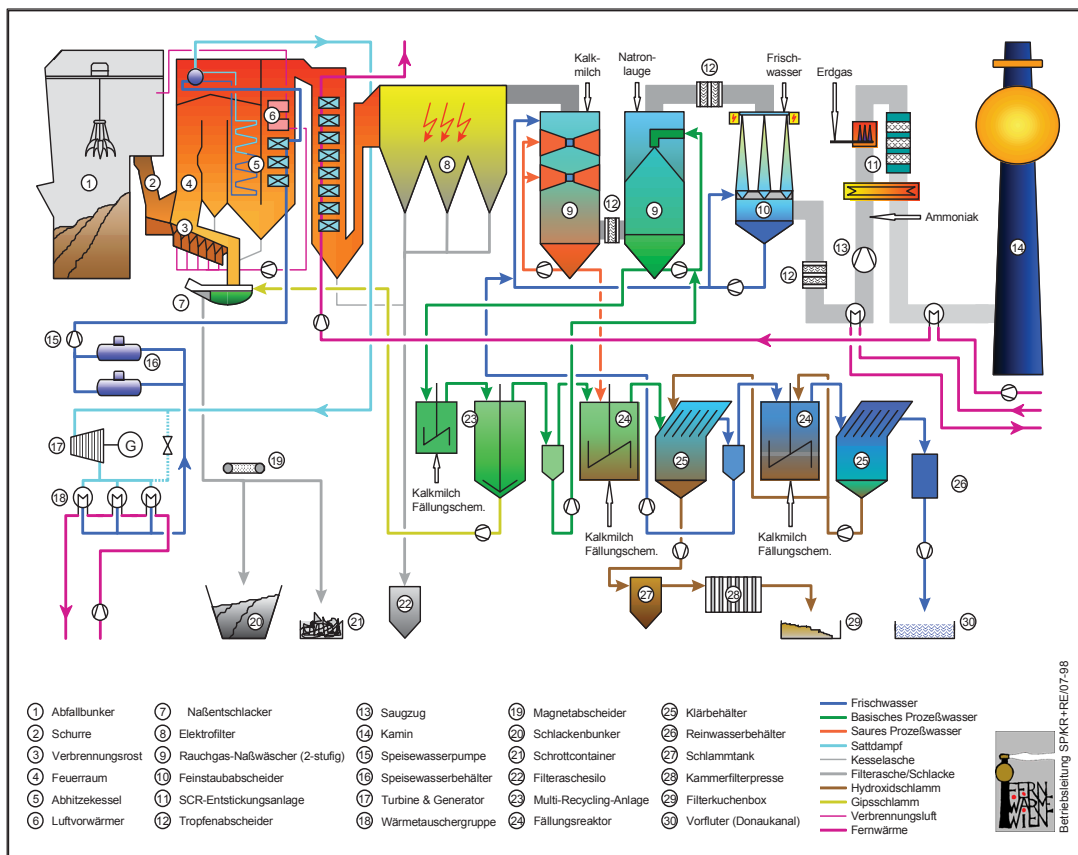 Kalk-
milch
Natron-
lauge
Frisch-
wasser
Erdgas
12
6
1
2
4
5
8
11
3
9
12
9
10
Ammoniak
13
12
14
7
15
16
17
G
23
24
25
24
25
26
19
18
Kalkmilch
Fällungschem.
Kalkmilch
Fällungschem.
Kalkmilch
Fällungschem.
20
21
22
27
28
29
30
1 Abfallbunker
2 Schurre
3 Verbrennungsrost
4 Feuerraum
5 Abhitzekessel
6 Luftvorwärmer
7 Naßentschlacker
8 Elektrofilter
9 Rauchgas-Naßwäscher (2-stufig)
10 Feinstaubabscheider
11 SCR-Entstickungsanlage
12 Tropfenabscheider
13 Saugzug
14 Kamin
15 Speisewasserpumpe
16 Speisewasserbehälter
17 Turbine & Generator
18 Wärmetauschergruppe
19 Magnetabscheider
20 Schlackenbunker
21 Schrottcontainer
22 Filteraschesilo
23 Multi-Recycling-Anlage
24 Fällungsreaktor
25 Klärbehälter
26 Reinwasserbehälter
27 Schlammtank
28 Kammerfilterpresse
29 Filterkuchenbox
30 Vorfluter (Donaukanal)
Frischwasser
Basisches Prozeßwasser
Saures Prozeßwasser
Sattdampf
Kesselasche
Filterasche/Schlacke
Hydroxidschlamm
Gipsschlamm
Verbrennungsluft
Fernwärme
FERN
WÄRME
WIEN
Betriebsleitung SP/KR+RE/07-98